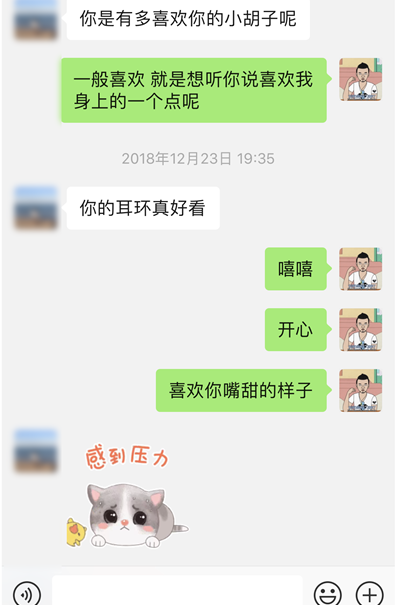 你是有多喜欢你的小胡子呢
一般喜欢 就是想听你说喜欢我
身上的一个点呢
2018年12月23日 19:35
你的耳环真好看
嘻嘻
开心
喜欢你嘴甜的样子
感到压力